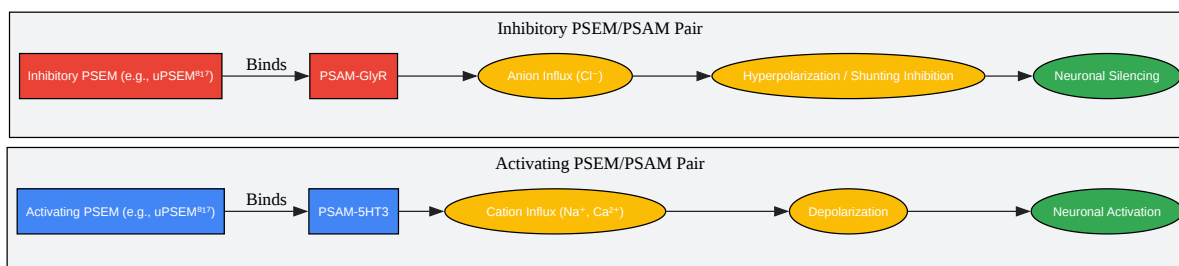 Inhibitory PSEM/PSAM Pair
Inhibitory PSEM (e.g., uPSEM⁸¹⁷)
Binds
PSAM-GlyR
Anion Influx (Cl⁻)
Hyperpolarization / Shunting Inhibition
Neuronal Silencing
Activating PSEM/PSAM Pair
Activating PSEM (e.g., uPSEM⁸¹⁷)
Binds
PSAM-5HT3
Cation Influx (Na⁺, Ca²⁺)
Depolarization
Neuronal Activation